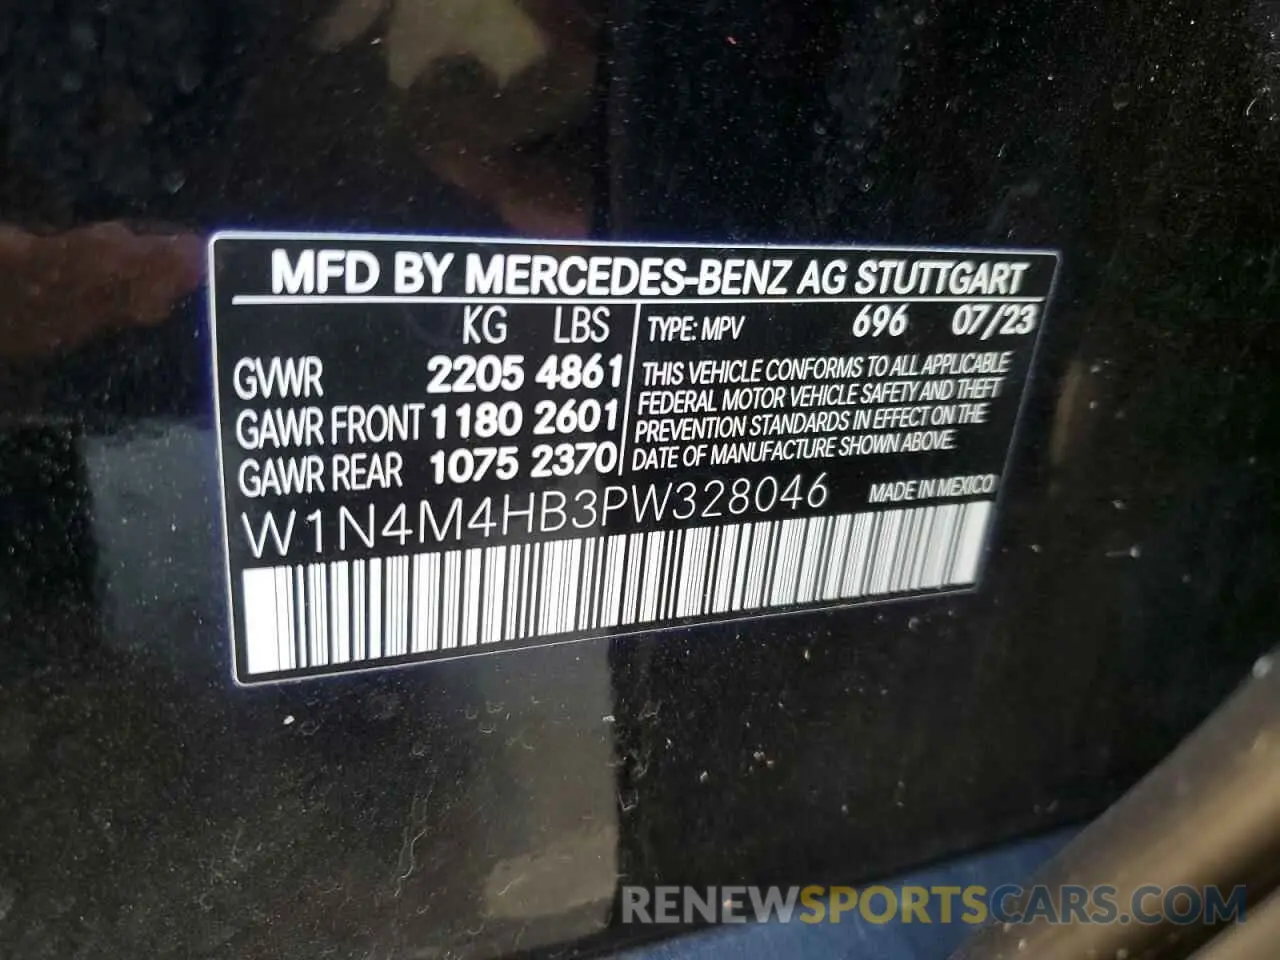 MFD BY MERCEDES-BENZ AG STUTTGART
KG LBS
GVWR 2205 4861
GAWR FRONT 1180 2601
GAWR REAR 1075 2370
TYPE: MPV 696 07/23
THIS VEHICLE CONFORMS TO ALL APPLICABLE
FEDERAL MOTOR VEHICLE SAFETY AND THEFT
PREVENTION STANDARDS IN EFFECT ON THE
DATE OF MANUFACTURE SHOWN ABOVE.
W1N4M4HB3PW328046 MADE IN MEXICO
RENEWSPORTSCARS.COM